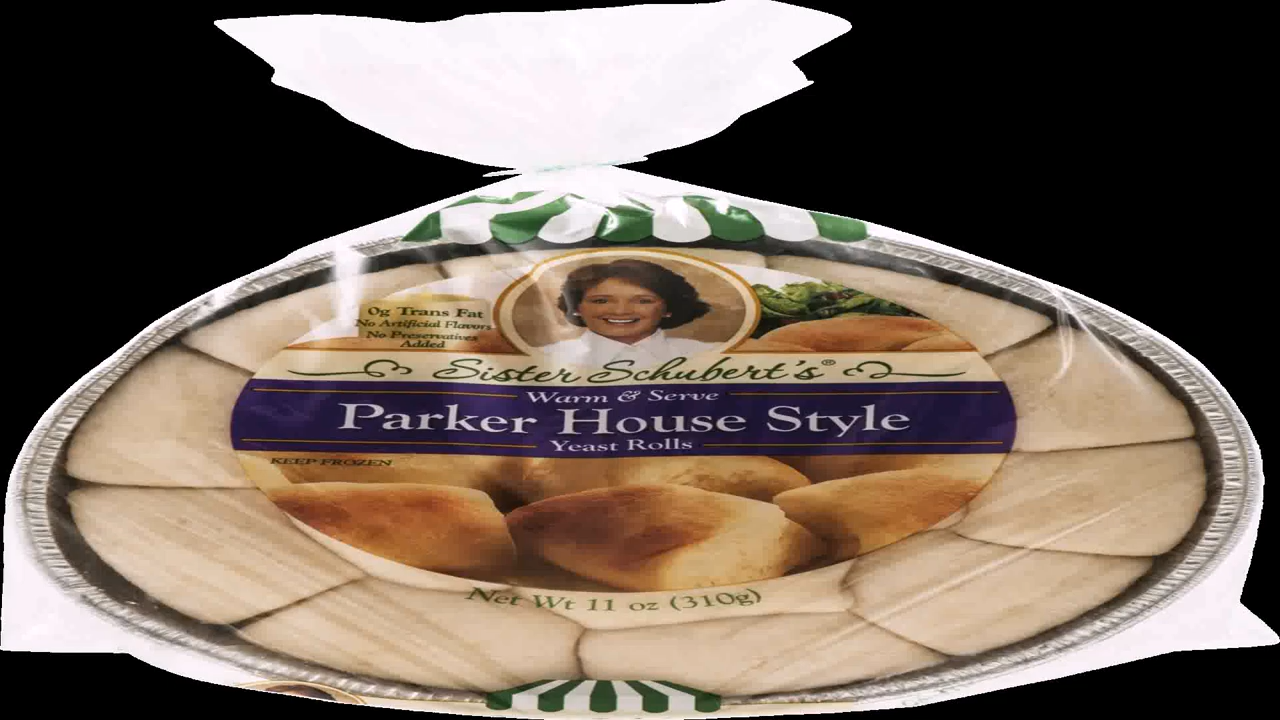 0g Trans Fat
No Artificial Flavors
No Preservatives
Added
Sister Schubert's®
Warm & Serve
Parker House Style
Yeast Rolls
KEEP FROZEN
Net Wt 11 oz (310g)